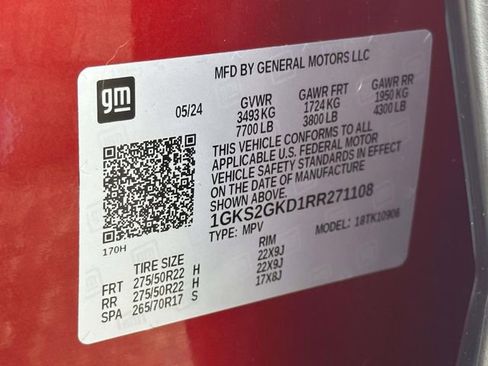 MFD BY GENERAL MOTORS LLC
gm
05/24 GVWR GAWR FRT GAWR RR
3493 KG 1724 KG 1950 KG
7700 LB 3800 LB 4300 LB
THIS VEHICLE CONFORMS TO ALL
APPLICABLE U.S. FEDERAL MOTOR
VEHICLE SAFETY STANDARDS IN EFFECT
ON THE DATE OF MANUFACTURE
SHOWN ABOVE.
1GKS2GKD1RR271108
TYPE: MPV MODEL: 18TK10906
170H
TIRE SIZE RIM
FRT 275/50R22 H 22X9J
RR 275/50R22 H 22X9J
SPA 265/70R17 S 17X8J